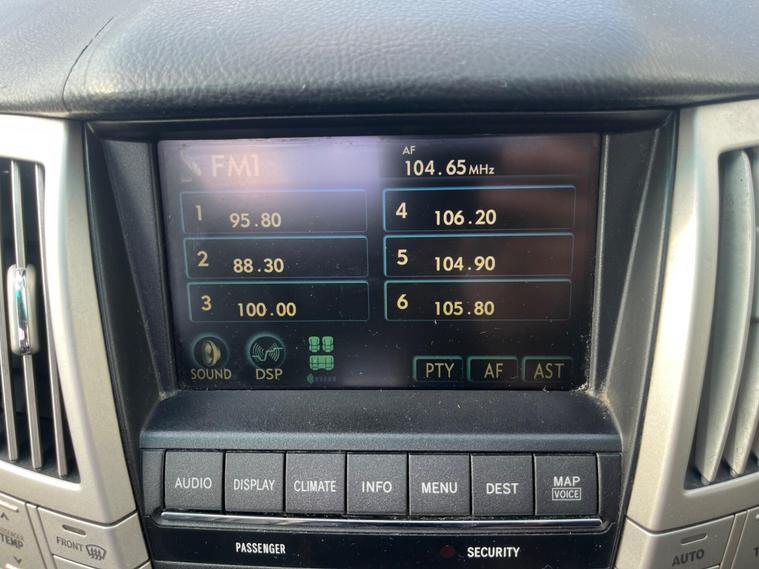 FM1
AF
104.65 MHz
1 95.80
4 106.20
2 88.30
5 104.90
3 100.00
6 105.80
SOUND
DSP
PTY
AF
AST
AUDIO
DISPLAY
CLIMATE
INFO
MENU
DEST
MAP
VOICE
PASSENGER
TEMP
FRONT
PASSENGER
SECURITY
AUTO